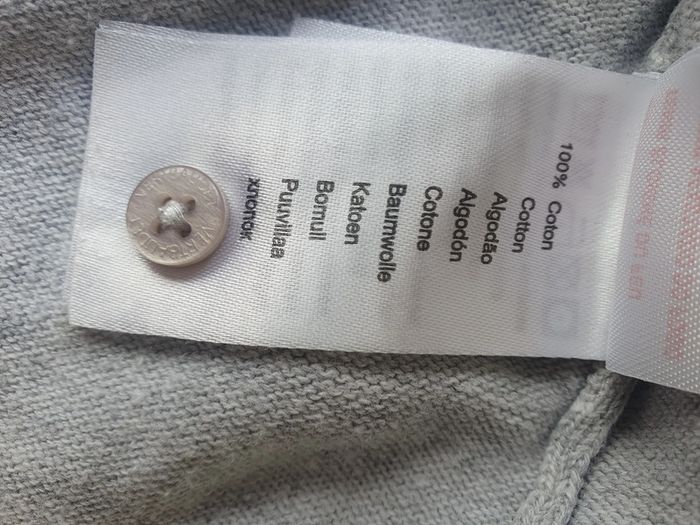 100% Coton
Cotton
Algodão
Algodón
Cotone
Baumwolle
Katoen
Bomull
Puuvillaa
хлопок